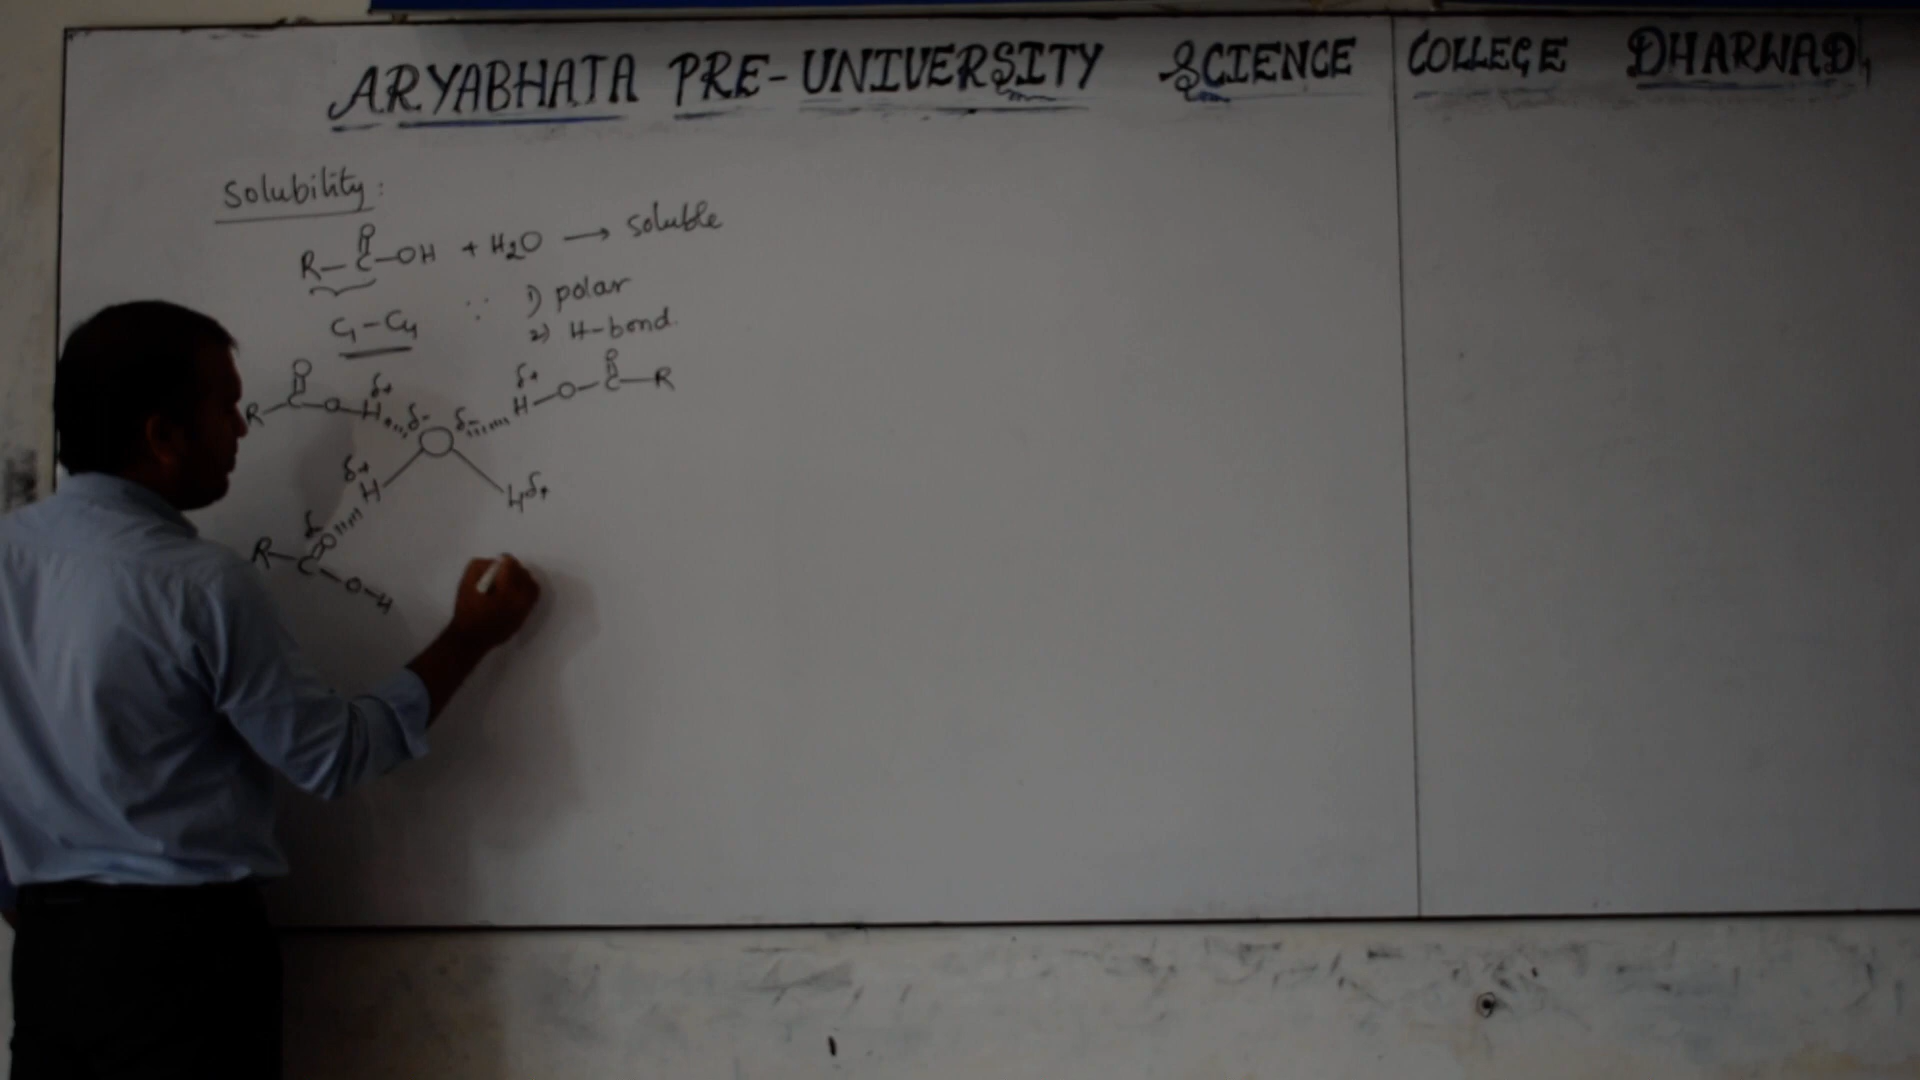 ARYABHATA PRE-UNIVERSITY SCIENCE COLLEGE DHARWAD
Solubility:
O
R-C-OH + H2O → soluble
C1-C4 ∵ 1) polar
2) H-bond.
O O
R-C-O-H δ+ δ- δ- δ+ H-O-C-R
O
δ+ H H δ+
R-C=O δ
O-H